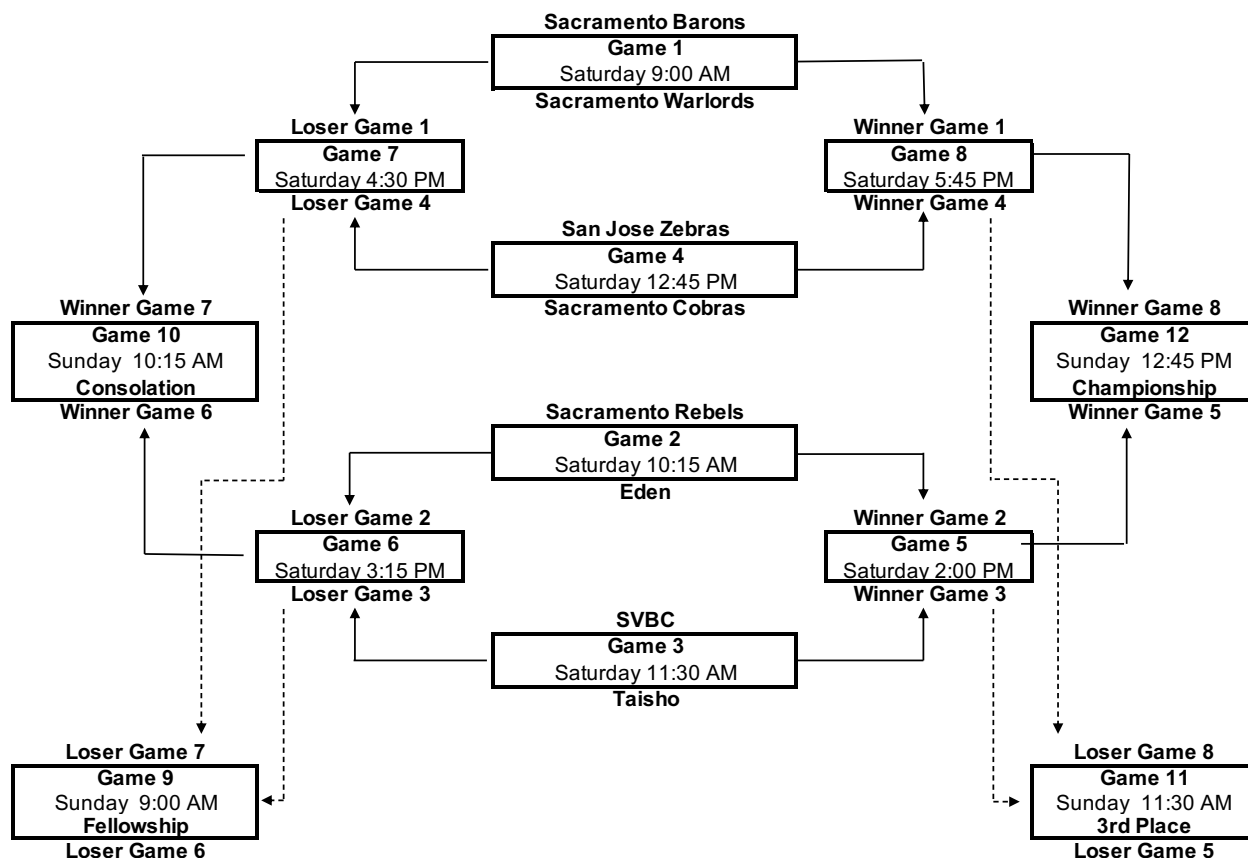 Sacramento Barons
Game 1
Saturday 9:00 AM
Sacramento Warlords
Loser Game 1
Game 7
Saturday 4:30 PM
Loser Game 4
Winner Game 1
Game 8
Saturday 5:45 PM
Winner Game 4
San Jose Zebras
Game 4
Saturday 12:45 PM
Sacramento Cobras
Winner Game 7
Game 10
Sunday 10:15 AM
Consolation
Winner Game 6
Winner Game 8
Game 12
Sunday 12:45 PM
Championship
Winner Game 5
Sacramento Rebels
Game 2
Saturday 10:15 AM
Eden
Loser Game 2
Game 6
Saturday 3:15 PM
Loser Game 3
Winner Game 2
Game 5
Saturday 2:00 PM
Winner Game 3
SVBC
Game 3
Saturday 11:30 AM
Taisho
Loser Game 7
Game 9
Sunday 9:00 AM
Fellowship
Loser Game 6
Loser Game 8
Game 11
Sunday 11:30 AM
3rd Place
Loser Game 5